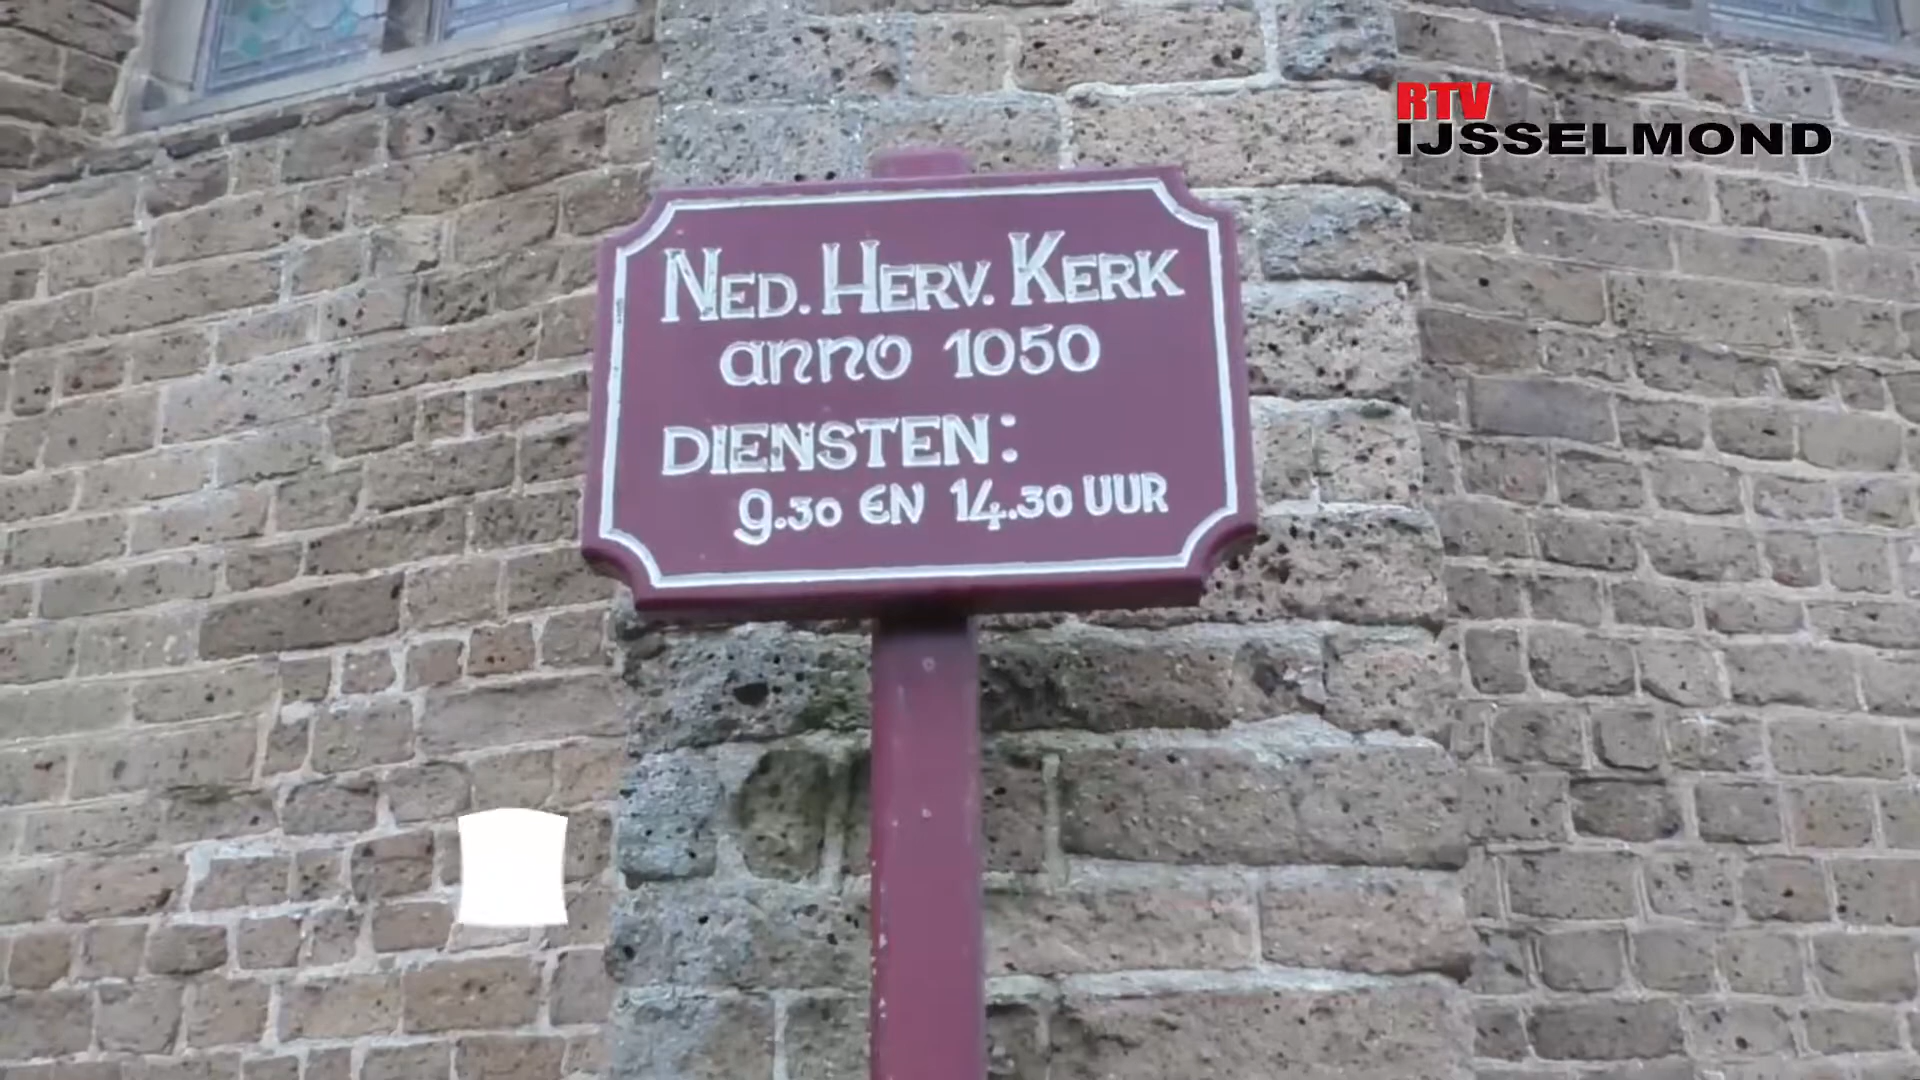 RTV
IJSSELMOND
NED. HERV. KERK
anno 1050
DIENSTEN:
9.30 EN 14.30 UUR